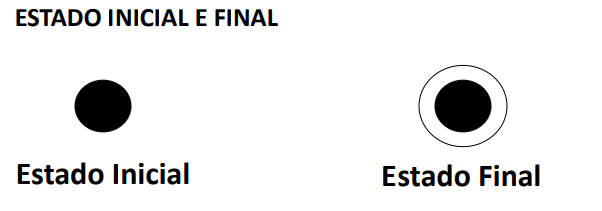 ESTADO INICIAL E FINAL
Estado Inicial
Estado Final